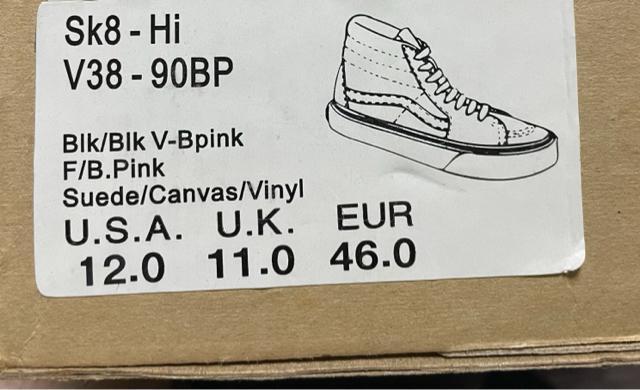 Sk8 - Hi
V38 - 90BP
Blk/Blk V-Bpink
F/B.Pink
Suede/Canvas/Vinyl
U.S.A. U.K. EUR
12.0 11.0 46.0